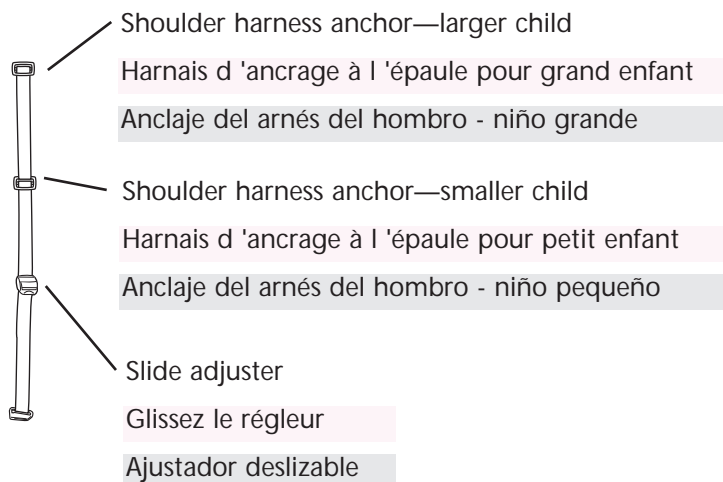 Shoulder harness anchor—larger child
Harnais d 'ancrage à l 'épaule pour grand enfant
Anclaje del arnés del hombro - niño grande
Shoulder harness anchor—smaller child
Harnais d 'ancrage à l 'épaule pour petit enfant
Anclaje del arnés del hombro - niño pequeño
Slide adjuster
Glissez le régleur
Ajustador deslizable